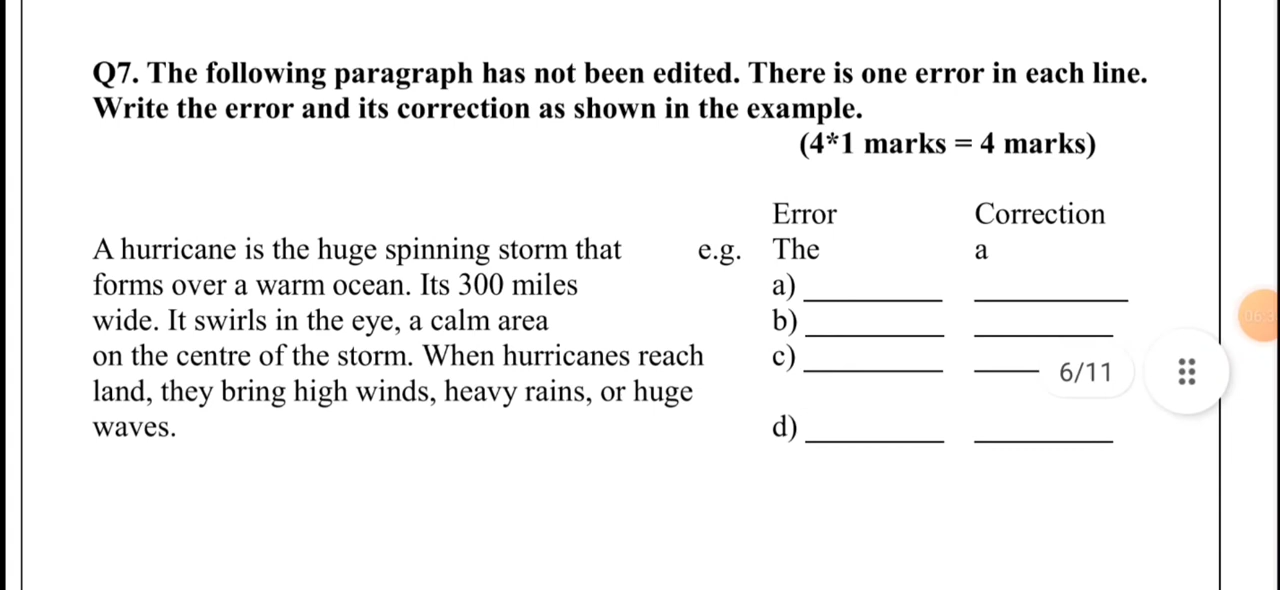 Q7. The following paragraph has not been edited. There is one error in each line.
Write the error and its correction as shown in the example.
(4*1 marks = 4 marks)
Error Correction
A hurricane is the huge spinning storm that e.g. The a
forms over a warm ocean. Its 300 miles a)
wide. It swirls in the eye, a calm area b)
on the centre of the storm. When hurricanes reach c)
6/11
land, they bring high winds, heavy rains, or huge
waves. d)